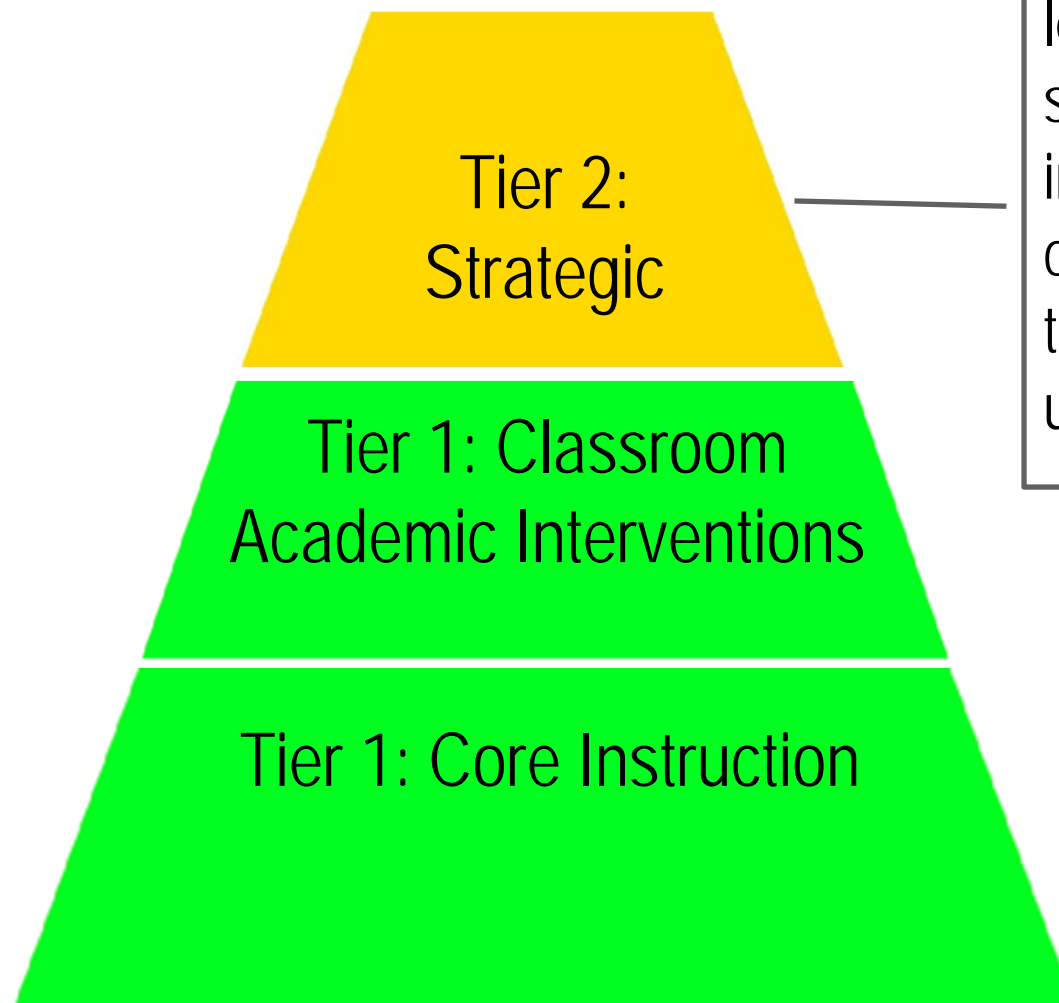 Tier 2:
Strategic
Tier 1: Classroom
Academic Interventions
Tier 1: Core Instruction